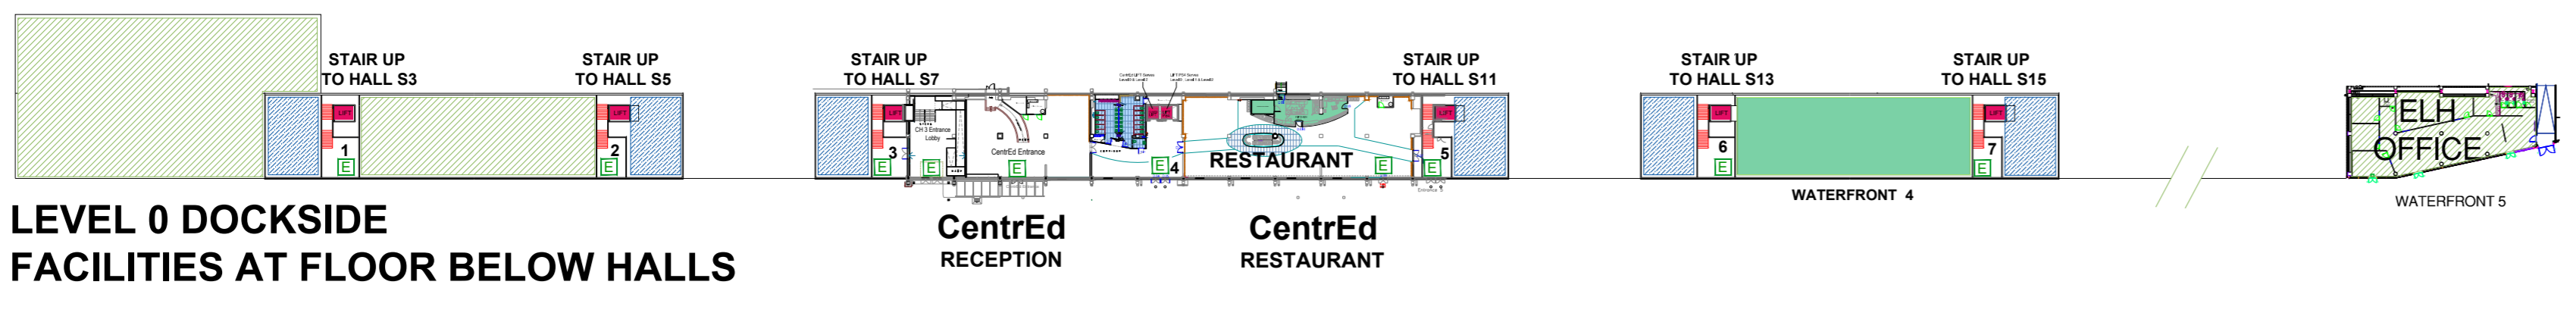 STAIR UP
TO HALL S3
STAIR UP
TO HALL S5
STAIR UP
TO HALL S7
STAIR UP
TO HALL S11
STAIR UP
TO HALL S13
STAIR UP
TO HALL S15
LIFT
1
E
LIFT
2
E
LIFT
3
E
CH 3 Entrance
Lobby
E
CentrEd Entrance
E
E
4
RESTAURANT
E
LIFT
5
E
LIFT
6
E
LIFT
7
E
ELH
OFFICE
WATERFRONT 4
WATERFRONT 5
Entrance 5
LEVEL 0 DOCKSIDE
FACILITIES AT FLOOR BELOW HALLS
CentrEd
RECEPTION
CentrEd
RESTAURANT